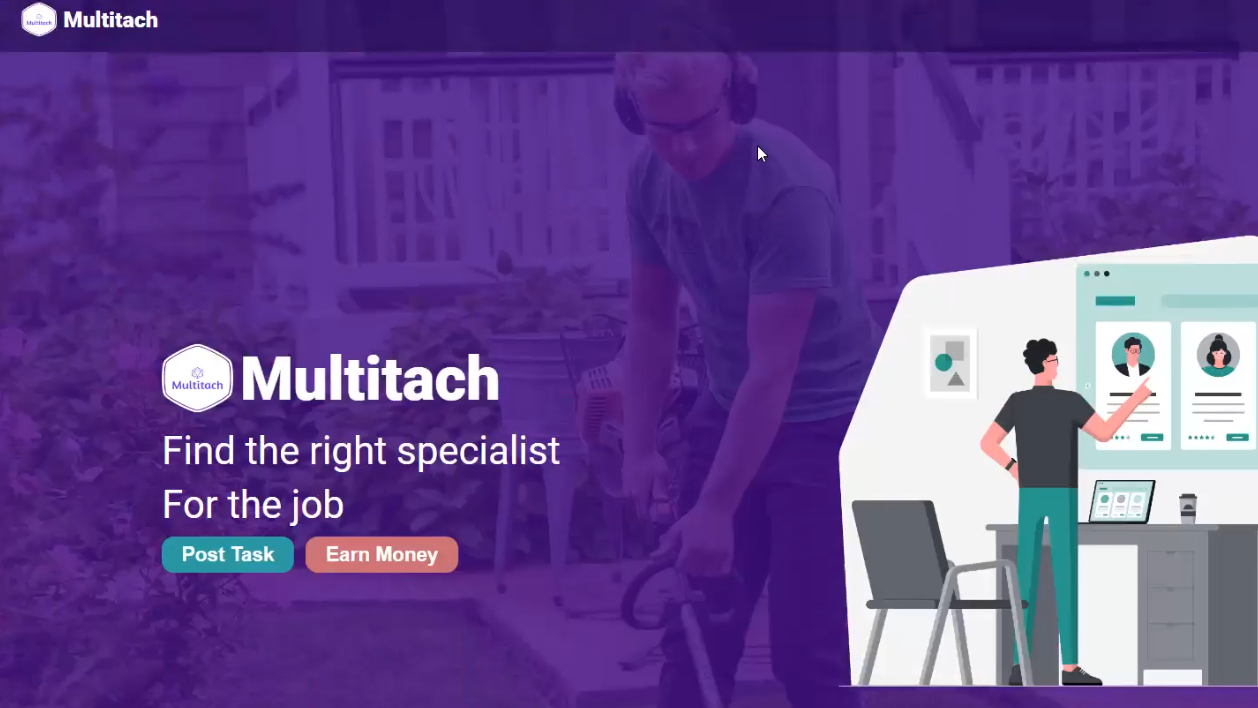 Multitach Multitach
Multitach Multitach
Find the right specialist
For the job
Post Task Earn Money